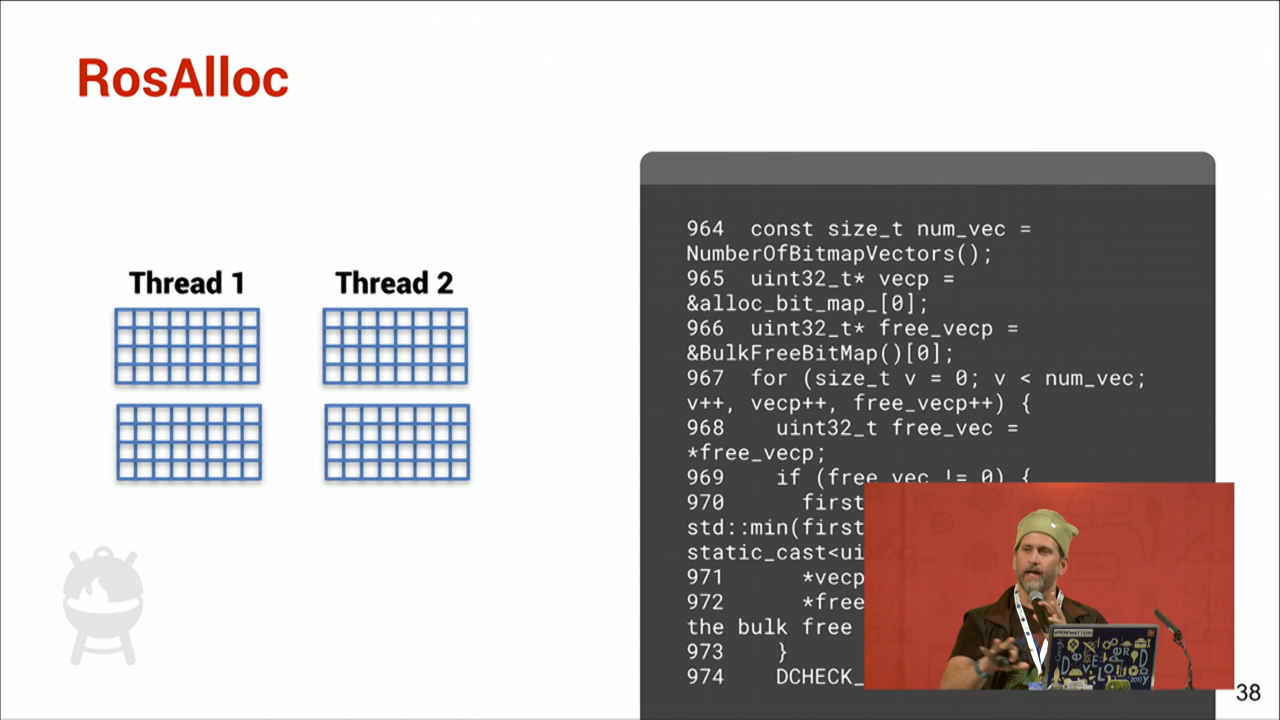 RosAlloc
Thread 1 Thread 2
964 const size_t num_vec =
NumberOfBitmapVectors();
965 uint32_t* vecp =
&alloc_bit_map_[0];
966 uint32_t* free_vecp =
&BulkFreeBitMap()[0];
967 for (size_t v = 0; v < num_vec;
v++, vecp++, free_vecp++) {
968 uint32_t free_vec =
*free_vecp;
969 if (free_vec != 0) {
970 first
std::min(first
static_cast<ui
971 *vecp
972 *free
the bulk free
973 }
974 DCHECK_
#PERFMATTERS
38